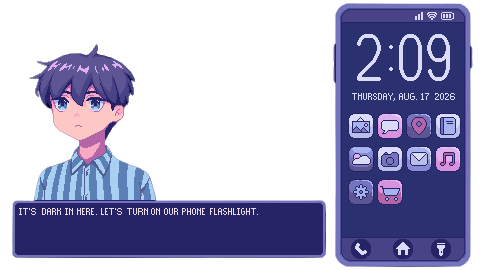 2:09
THURSDAY, AUG. 17 2026
IT'S DARK IN HERE. LET'S TURN ON OUR PHONE FLASHLIGHT.